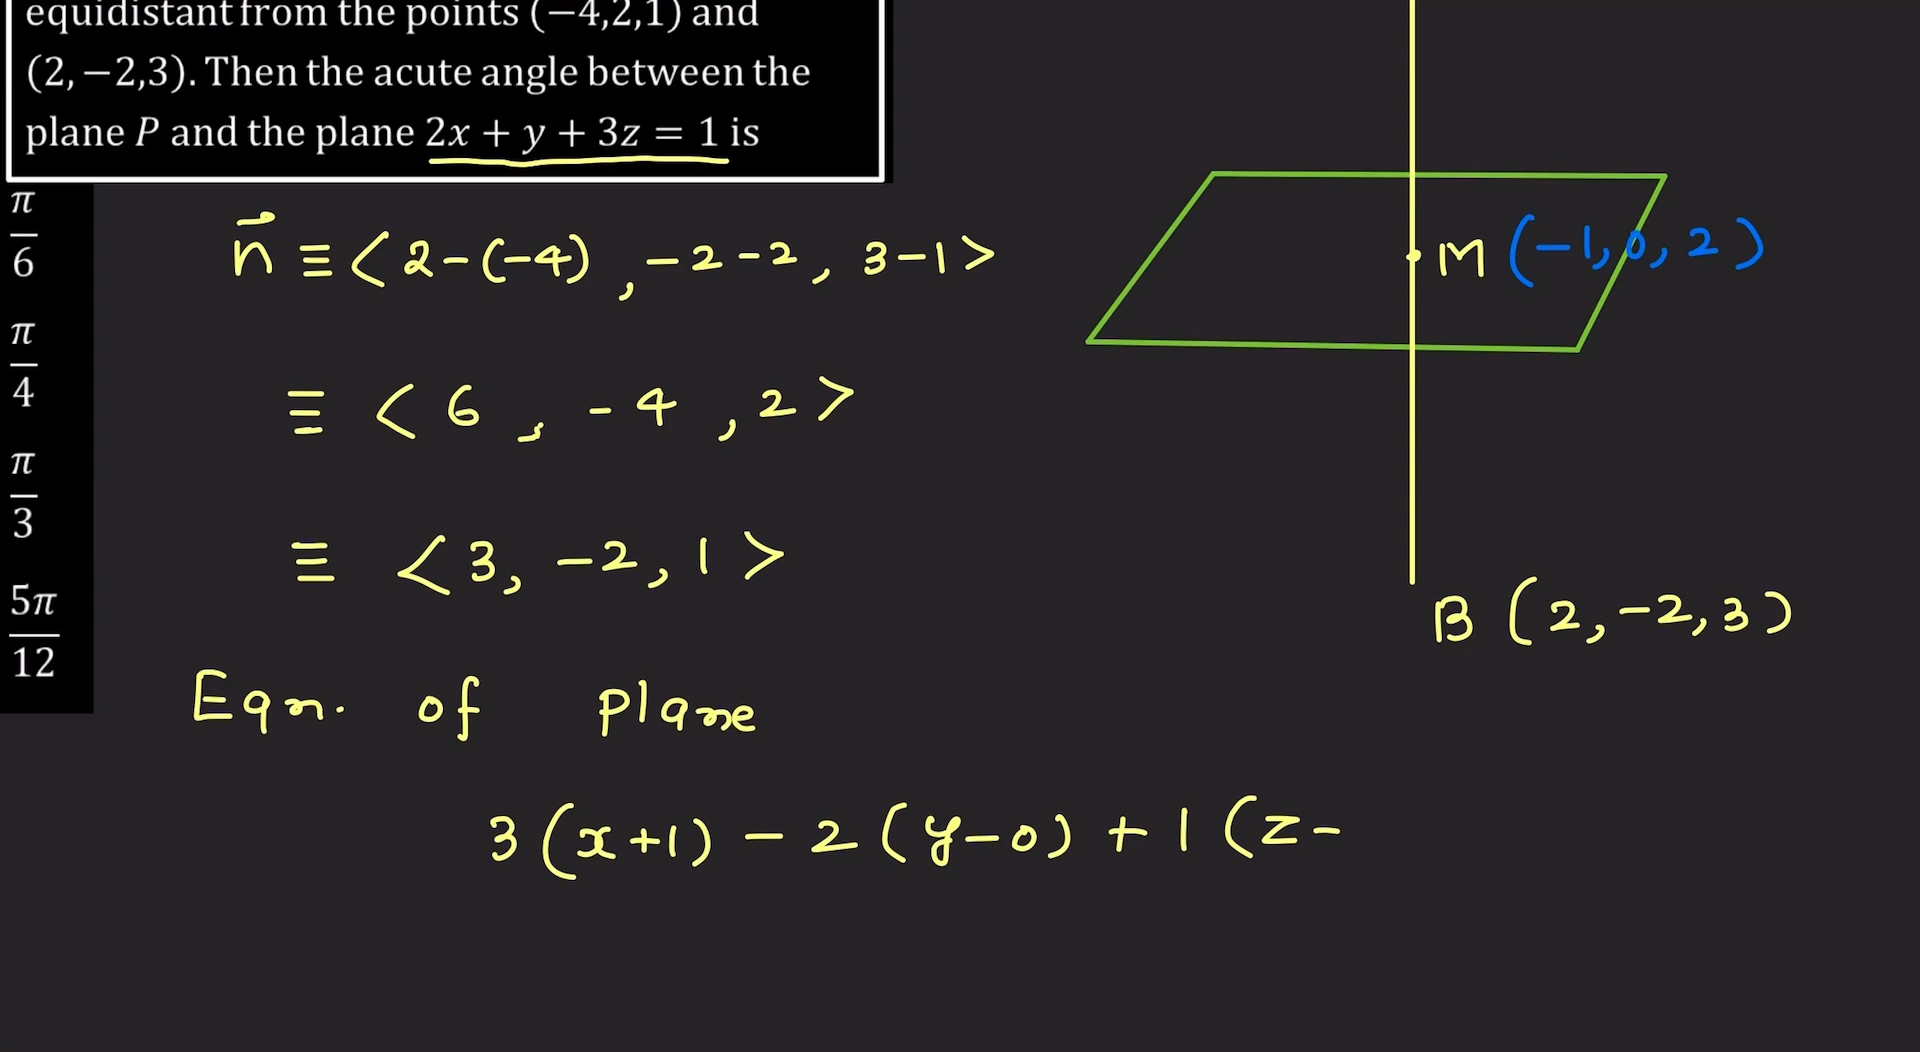 equidistant from the points (−4,2,1) and
(2,−2,3). Then the acute angle between the
plane P and the plane 2x + y + 3z = 1 is
π/6
π/4
π/3
5π/12
n⃗ ≡ < 2-(-4), -2-2, 3-1 >
≡ < 6, -4, 2 >
≡ < 3, -2, 1 >
Eqn. of plane
3 (x+1) - 2 (y-0) + 1 (z-
M (-1, 0, 2)
B (2, -2, 3)